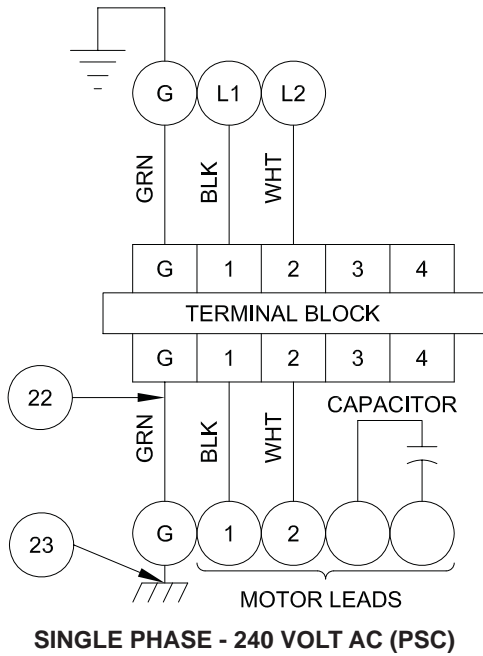 G L1 L2
GRN BLK WHT
G 1 2 3 4
TERMINAL BLOCK
G 1 2 3 4
22
CAPACITOR
GRN BLK WHT
G 1 2
23
MOTOR LEADS
SINGLE PHASE - 240 VOLT AC (PSC)